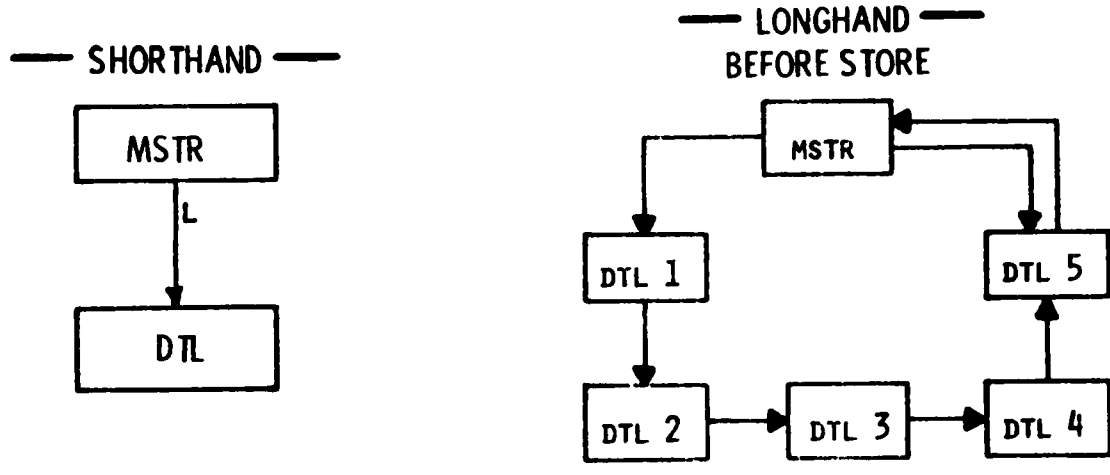 SHORTHAND
MSTR
L
DTL
LONGHAND
BEFORE STORE
MSTR
DTL 1
DTL 5
DTL 2
DTL 3
DTL 4